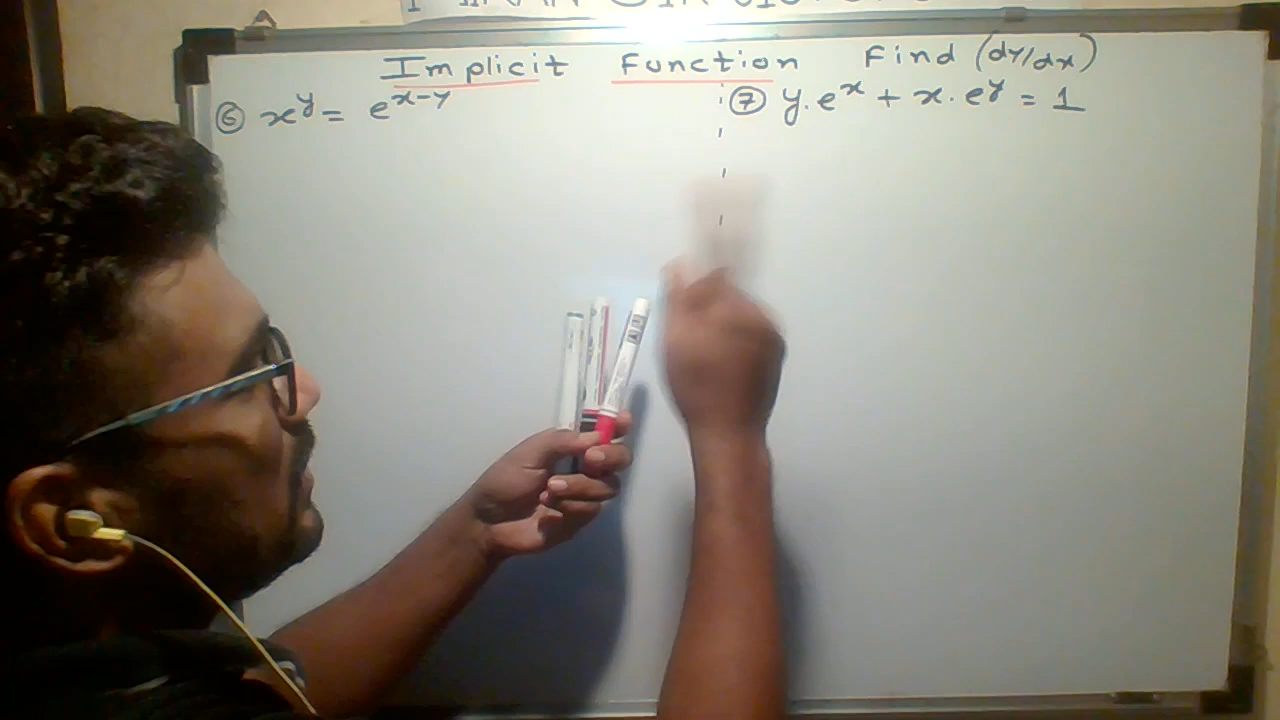 Implicit Function Find (dy/dx)
⑥ x^y = e^(x-y)
⑦ y.e^x + x.e^y = 1